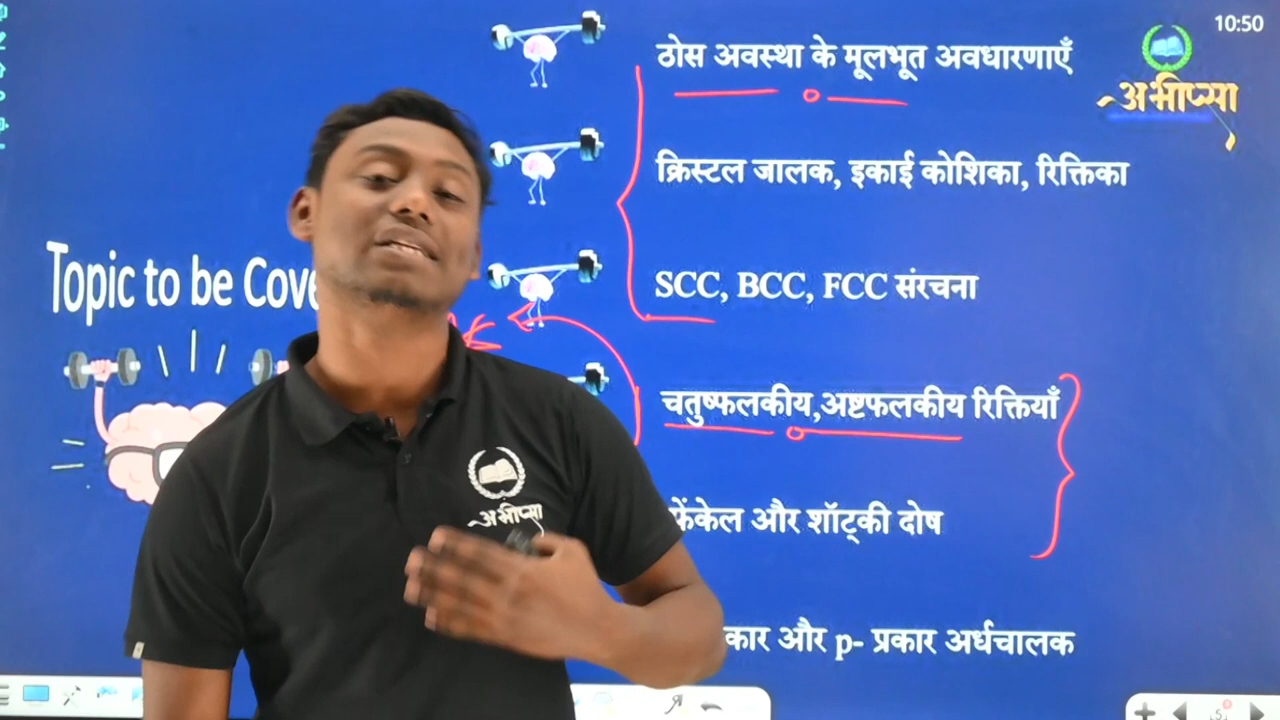 10:50
ठोस अवस्था के मूलभूत अवधारणाएँ
अभीप्सा
क्रिस्टल जालक, इकाई कोशिका, रिक्तिका
Topic to be Cove
SCC, BCC, FCC संरचना
चतुष्फलकीय,अष्टफलकीय रिक्तियाँ
अभीप्सा
फ्रेंकेल और शॉट्की दोष
कार और p- प्रकार अर्धचालक